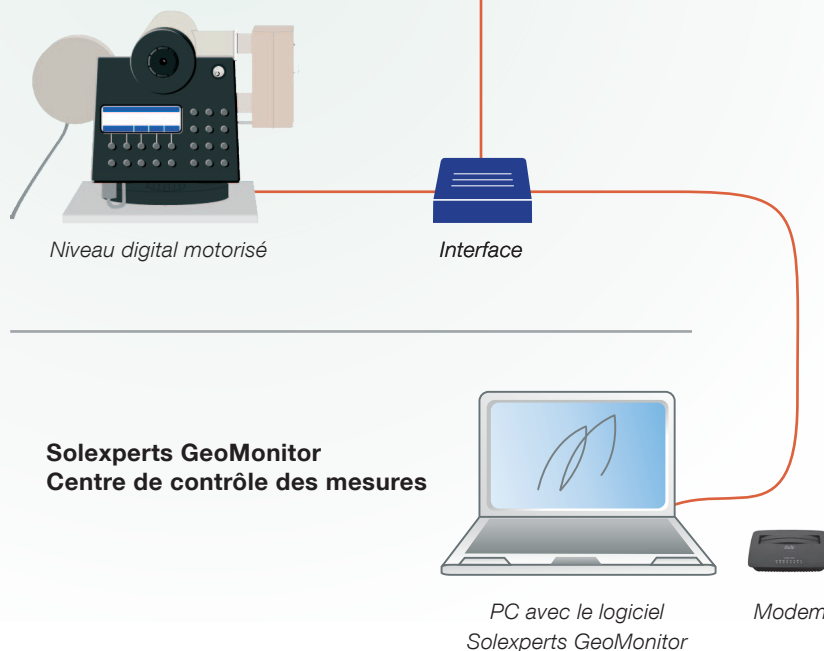 Niveau digital motorisé
Interface
Solexperts GeoMonitor
Centre de contrôle des mesures
PC avec le logiciel
Solexperts GeoMonitor
Modem